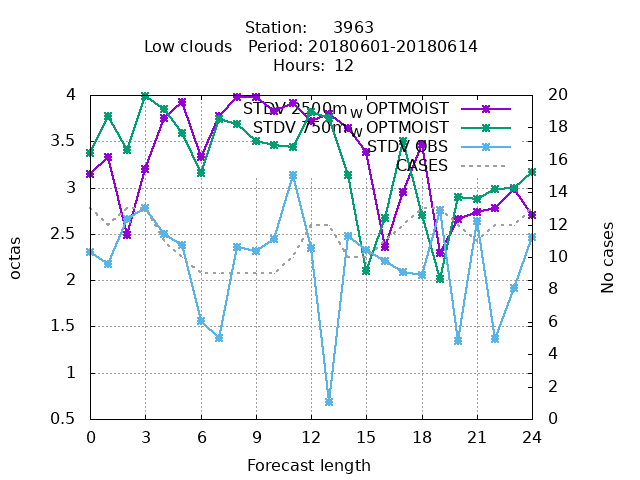 Station: 3963
Low clouds Period: 20180601-20180614
Hours: 12
4
3.5
3
2.5
2
1.5
1
0.5
20
18
16
14
12
10
8
6
4
2
0
STDV 2500m_W OPTMOIST
STDV 750m_W OPTMOIST
STDV OBS
CASES
octas
No cases
0 3 6 9 12 15 18 21 24
Forecast length